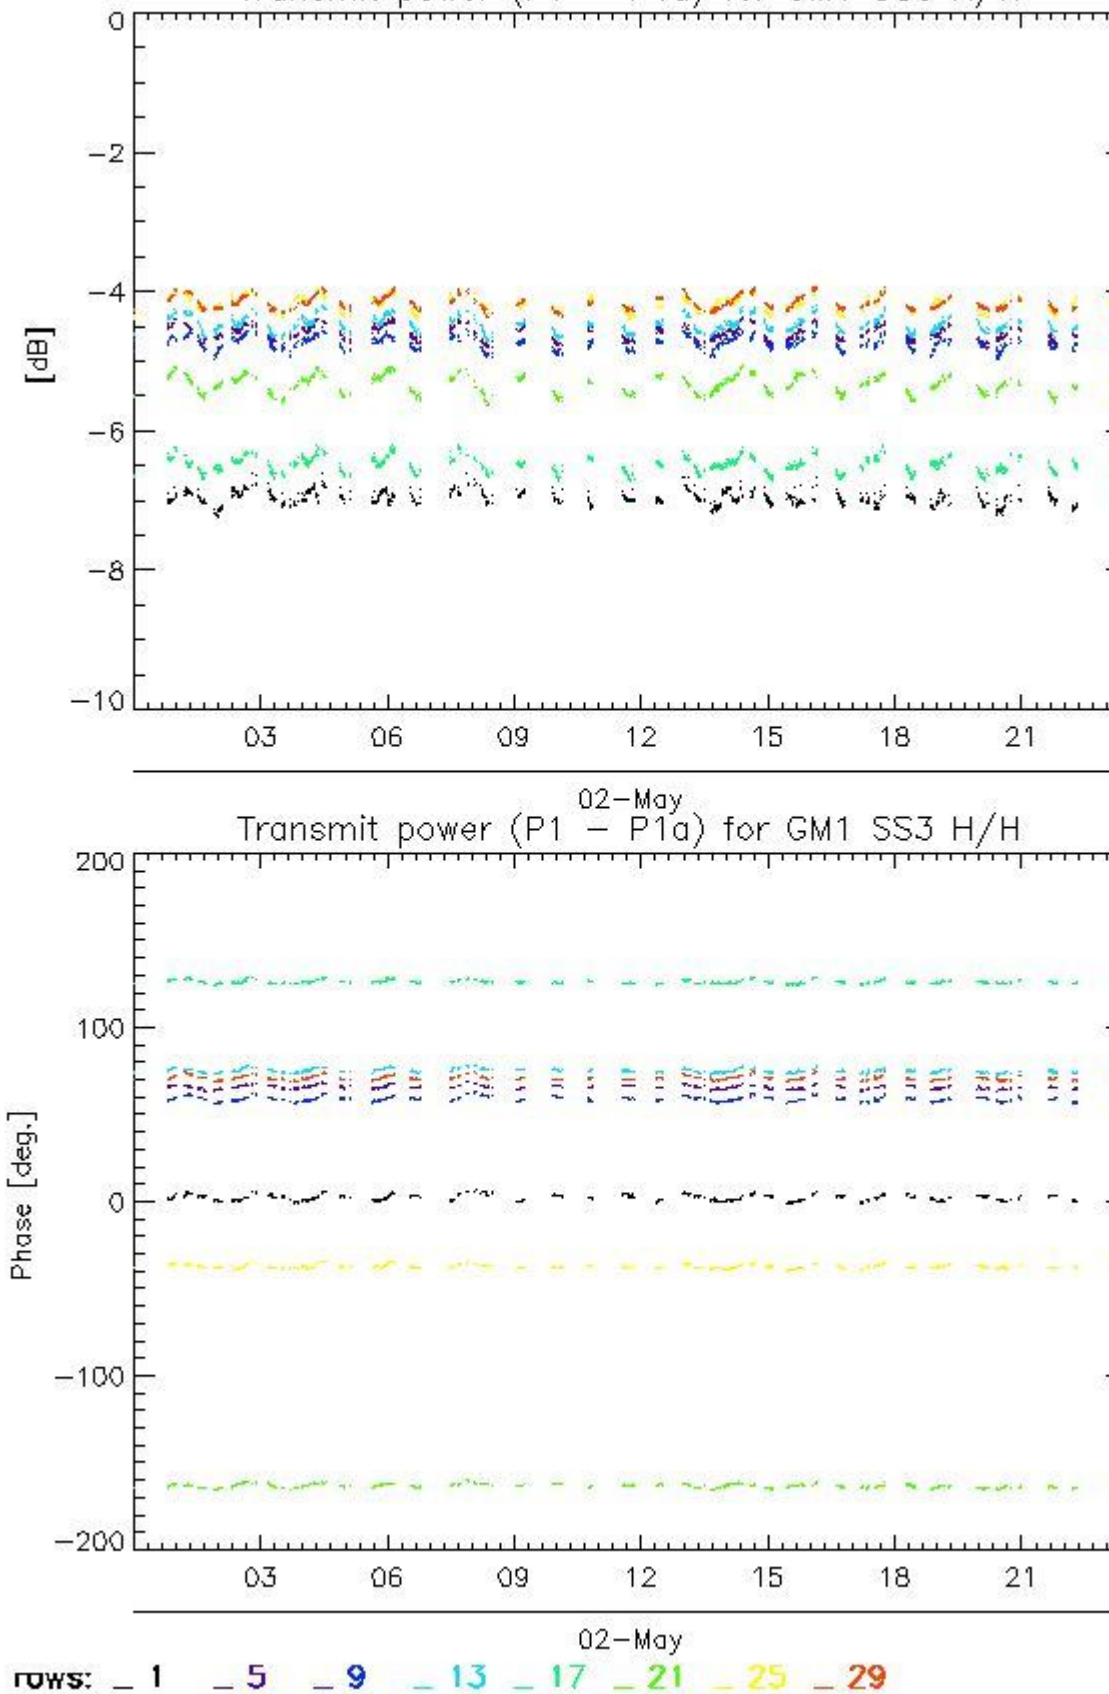 0
−2
−4
−6
−8
−10
[dB]
03 06 09 12 15 18 21
02−May
Transmit power (P1 − P1a) for GM1 SS3 H/H
200
100
0
−100
−200
Phase [deg.]
03 06 09 12 15 18 21
02−May
rows: _ 1 _ 5 _ 9 _ 13 _ 17 _ 21 _ 25 _ 29